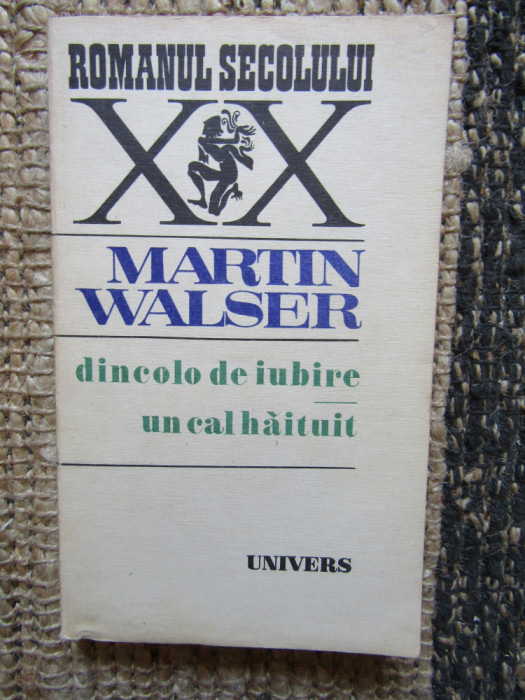 ROMANUL SECOLULUI
XX
MARTIN
WALSER
dincolo de iubire
un cal hăituit
UNIVERS